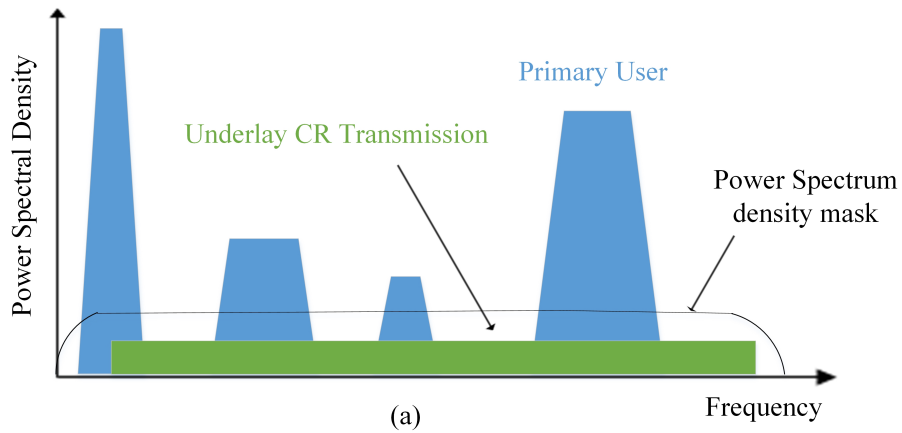 Primary User
Underlay CR Transmission
Power Spectrum
density mask
Power Spectral Density
Frequency
(a)